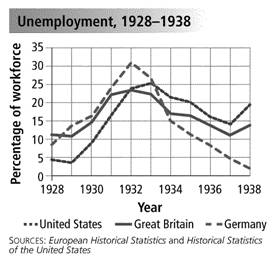 Unemployment, 1928–1938
Percentage of workforce
35
30
25
20
15
10
5
0
1928 1930 1932 1934 1936 1938
Year
United States Great Britain Germany
SOURCES: European Historical Statistics and Historical Statistics
of the United States